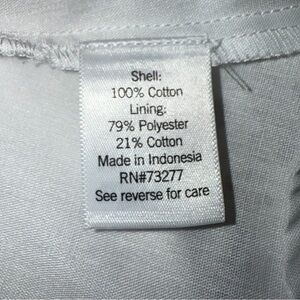 Shell:
100% Cotton
Lining:
79% Polyester
21% Cotton
Made in Indonesia
RN#73277
See reverse for care